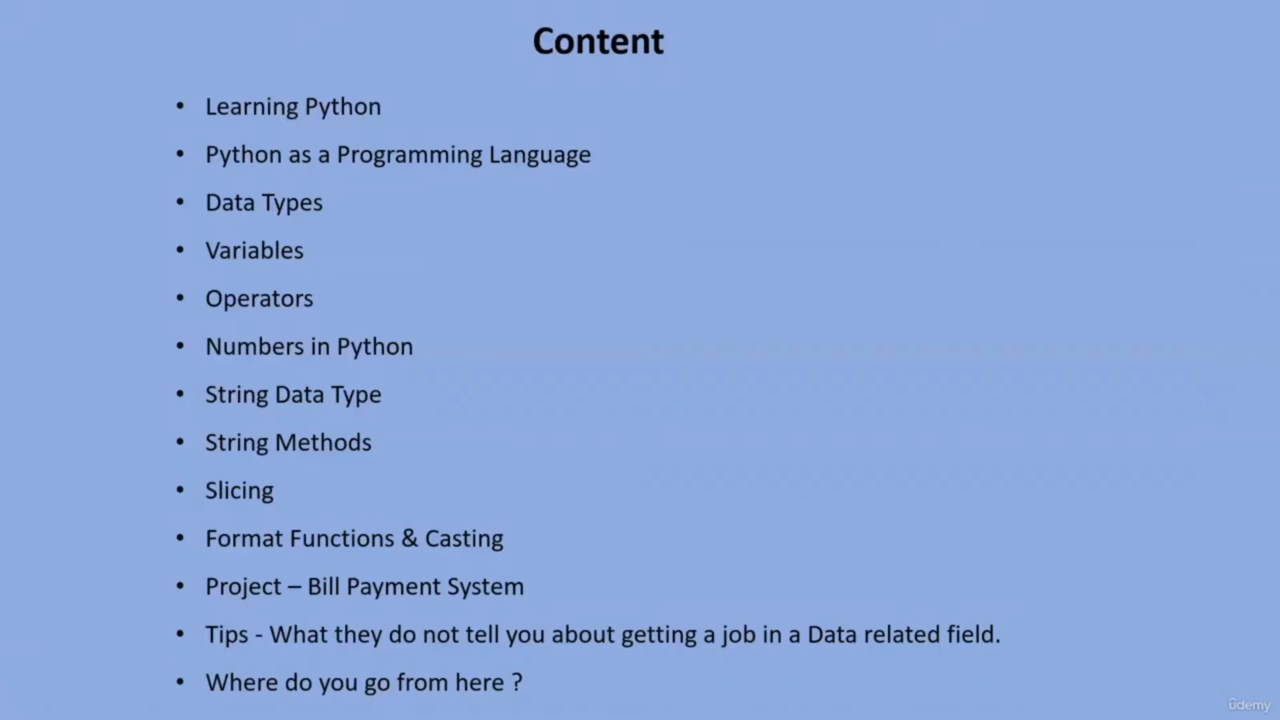 Content
• Learning Python
• Python as a Programming Language
• Data Types
• Variables
• Operators
• Numbers in Python
• String Data Type
• String Methods
• Slicing
• Format Functions & Casting
• Project – Bill Payment System
• Tips - What they do not tell you about getting a job in a Data related field.
• Where do you go from here ?
ûdemy